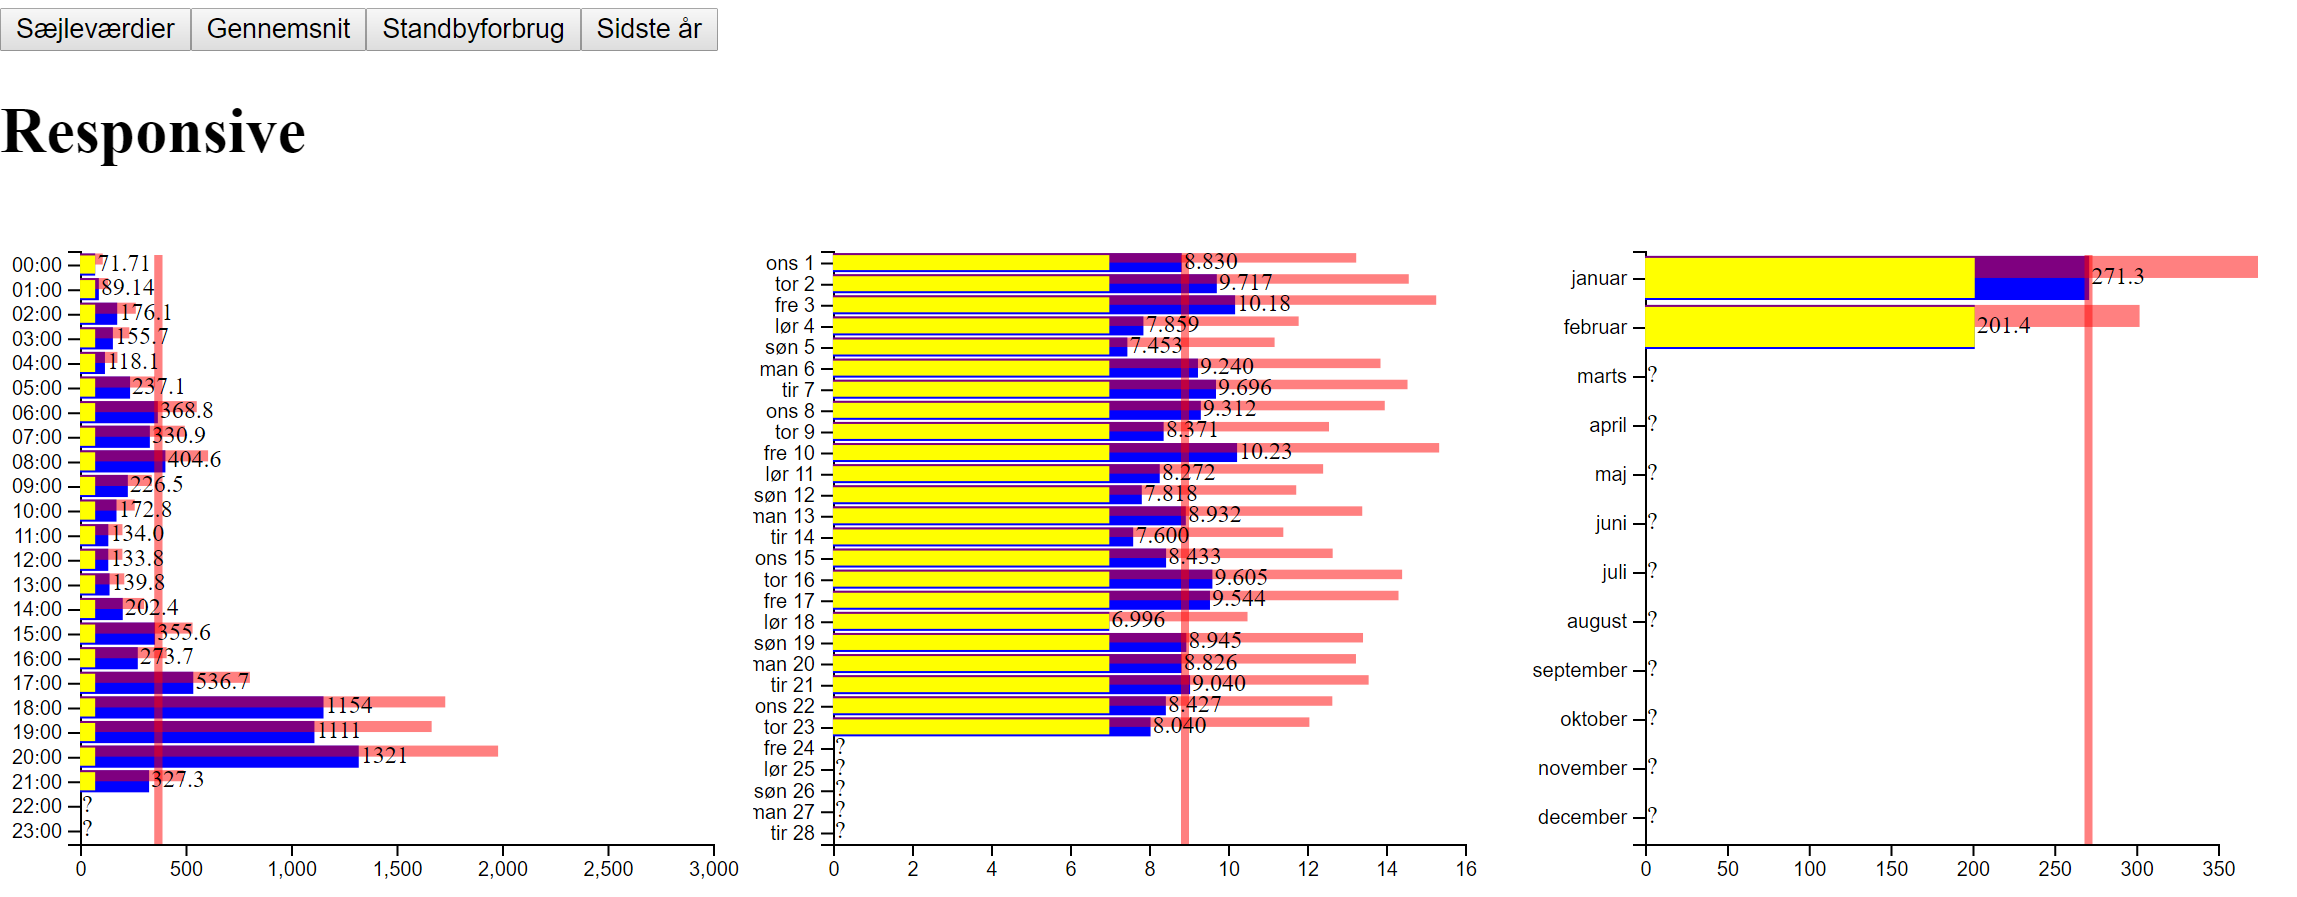 Sæjleværdier Gennemsnit Standbyforbrug Sidste år
Responsive
00:00 71.71
01:00 89.14
02:00 176.1
03:00 155.7
04:00 118.1
05:00 237.1
06:00 368.8
07:00 330.9
08:00 404.6
09:00 226.5
10:00 172.8
11:00 134.0
12:00 133.8
13:00 139.8
14:00 202.4
15:00 355.6
16:00 273.7
17:00 536.7
18:00 1154
19:00 1111
20:00 1321
21:00 327.3
22:00 ?
23:00 ?
0 500 1,000 1,500 2,000 2,500 3,000
ons 1 8.830
tor 2 9.717
fre 3 10.18
lør 4 7.859
søn 5 7.453
man 6 9.240
tir 7 9.696
ons 8 9.312
tor 9 8.371
fre 10 10.23
lør 11 8.272
søn 12 7.818
man 13 8.932
tir 14 7.600
ons 15 8.433
tor 16 9.605
fre 17 9.544
lør 18 6.996
søn 19 8.945
man 20 8.826
tir 21 9.040
ons 22 8.427
tor 23 8.040
fre 24 ?
lør 25 ?
søn 26 ?
man 27 ?
tir 28 ?
0 2 4 6 8 10 12 14 16
januar 271.3
februar 201.4
marts ?
april ?
maj ?
juni ?
juli ?
august ?
september ?
oktober ?
november ?
december ?
0 50 100 150 200 250 300 350